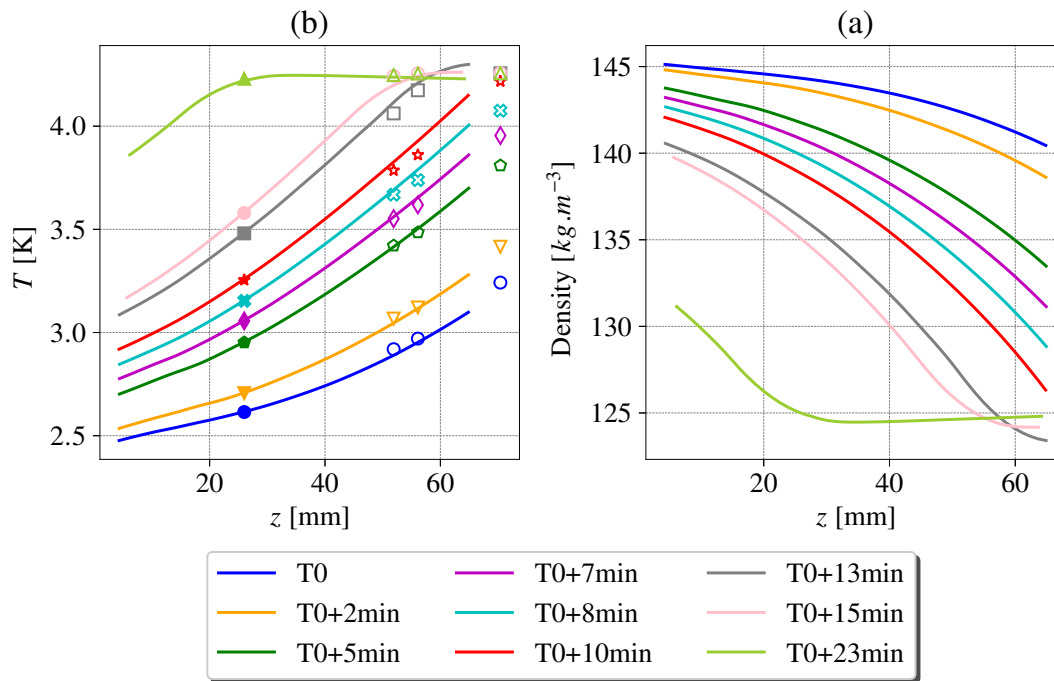 (b)
(a)
T [K]
4.0
3.5
3.0
2.5
20
40
60
z [mm]
Density [kg.m⁻³]
145
140
135
130
125
20
40
60
z [mm]
T0
T0+7min
T0+13min
T0+2min
T0+8min
T0+15min
T0+5min
T0+10min
T0+23min